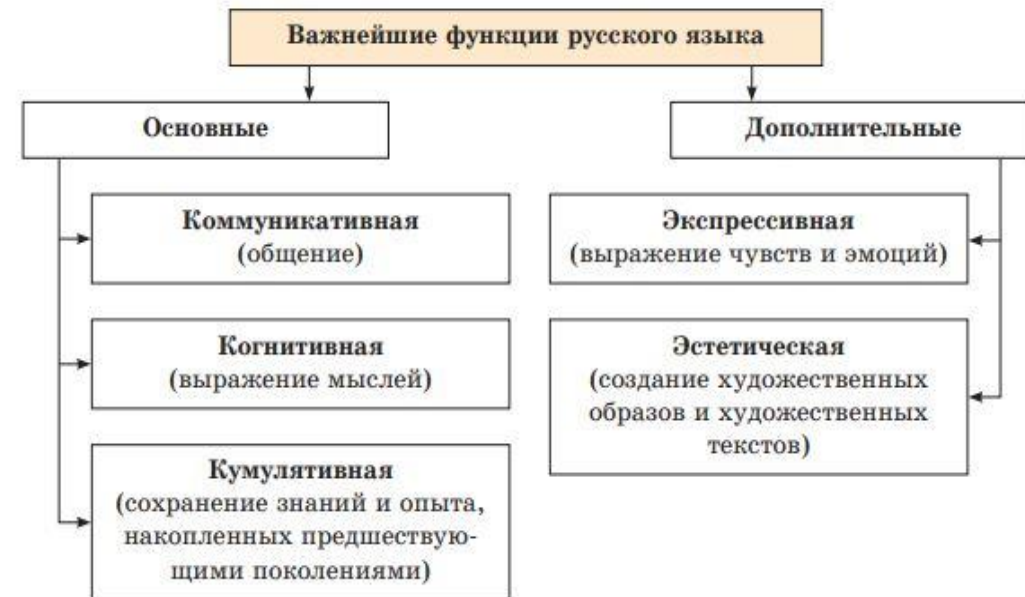 Важнейшие функции русского языка
Основные
Дополнительные
Коммуникативная
(общение)
Когнитивная
(выражение мыслей)
Кумулятивная
(сохранение знаний и опыта,
накопленных предшествую-
щими поколениями)
Экспрессивная
(выражение чувств и эмоций)
Эстетическая
(создание художественных
образов и художественных
текстов)